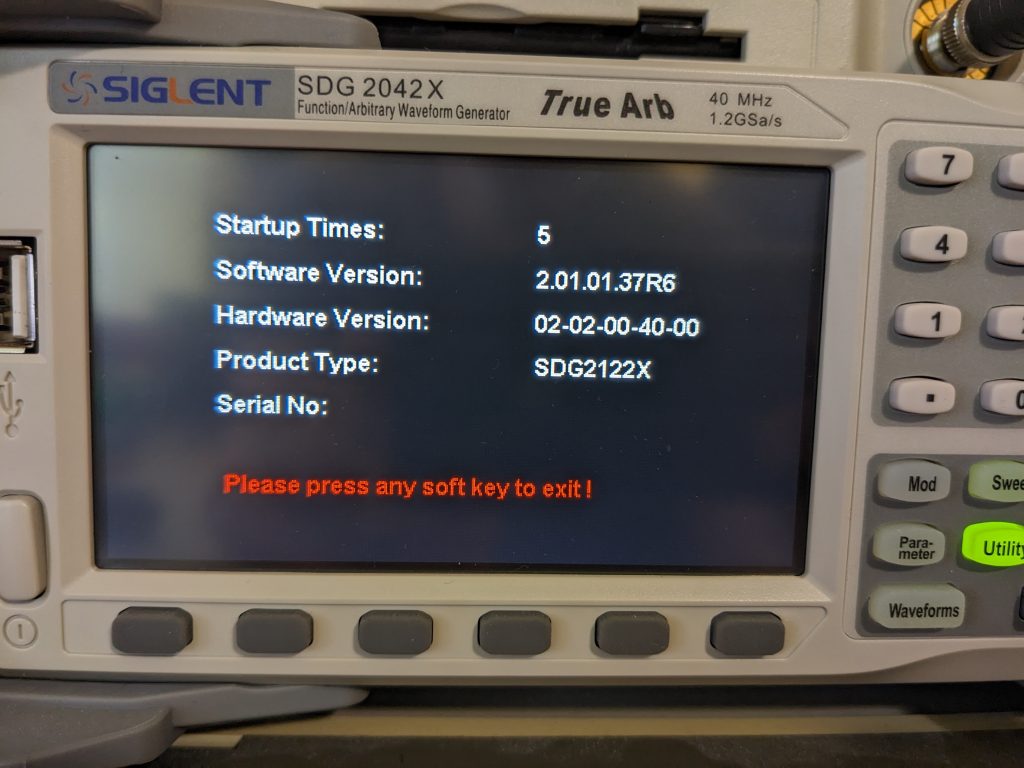 SIGLENT
SDG 2042X
Function/Arbitrary Waveform Generator
True Arb
40 MHz
1.2GSa/s
Startup Times: 5
Software Version: 2.01.01.37R6
Hardware Version: 02-02-00-40-00
Product Type: SDG2122X
Serial No:
Please press any soft key to exit !
7
4
1
.
0
Mod
Swee
Para-
meter
Utility
Waveforms